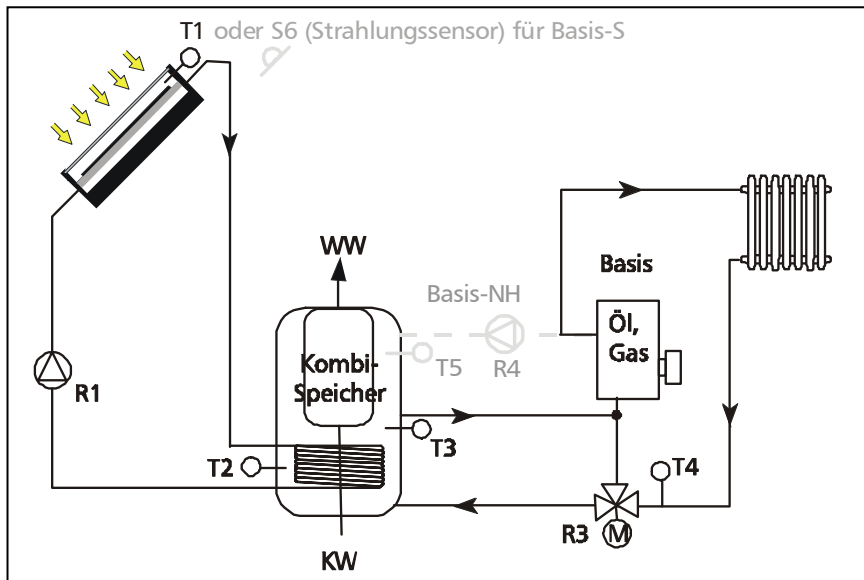 T1 oder S6 (Strahlungssensor) für Basis-S
WW
Basis
Basis-NH
Öl,
Gas
Kombi-
Speicher
T5
R4
R1
T3
T2
T4
R3
M
KW